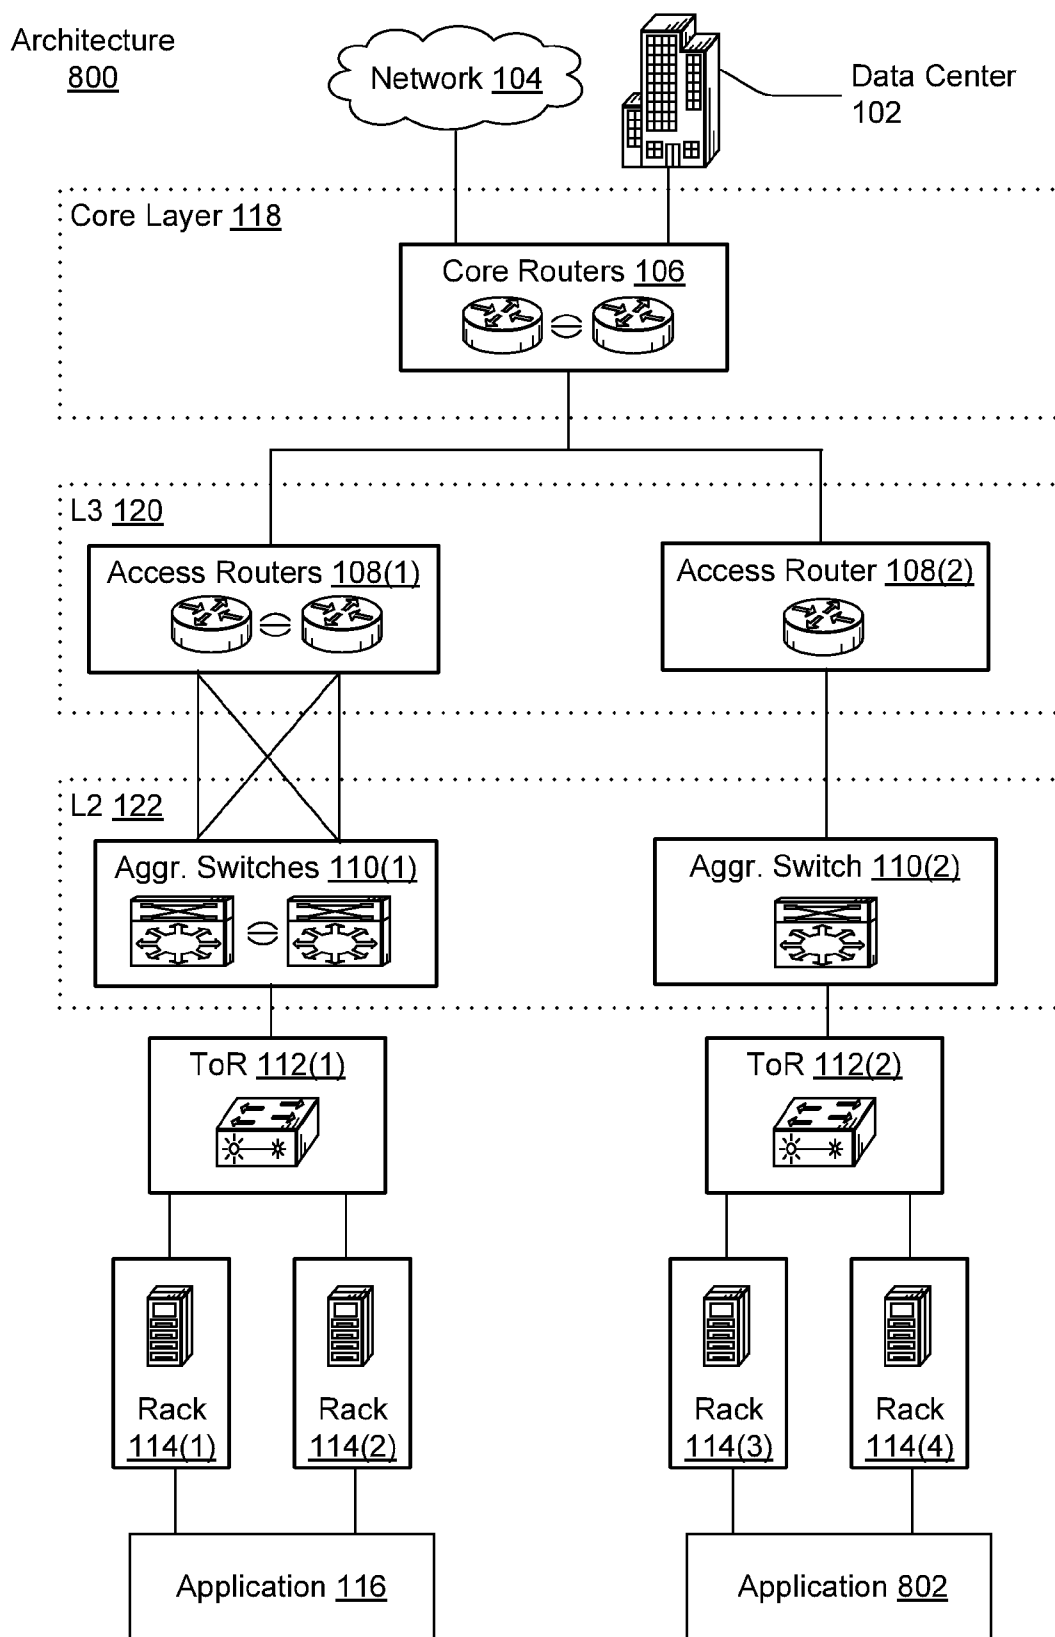 Architecture
800
Network 104
Data Center
102
Core Layer 118
Core Routers 106
L3 120
Access Routers 108(1)
Access Router 108(2)
L2 122
Aggr. Switches 110(1)
Aggr. Switch 110(2)
ToR 112(1)
ToR 112(2)
Rack
114(1)
Rack
114(2)
Rack
114(3)
Rack
114(4)
Application 116
Application 802